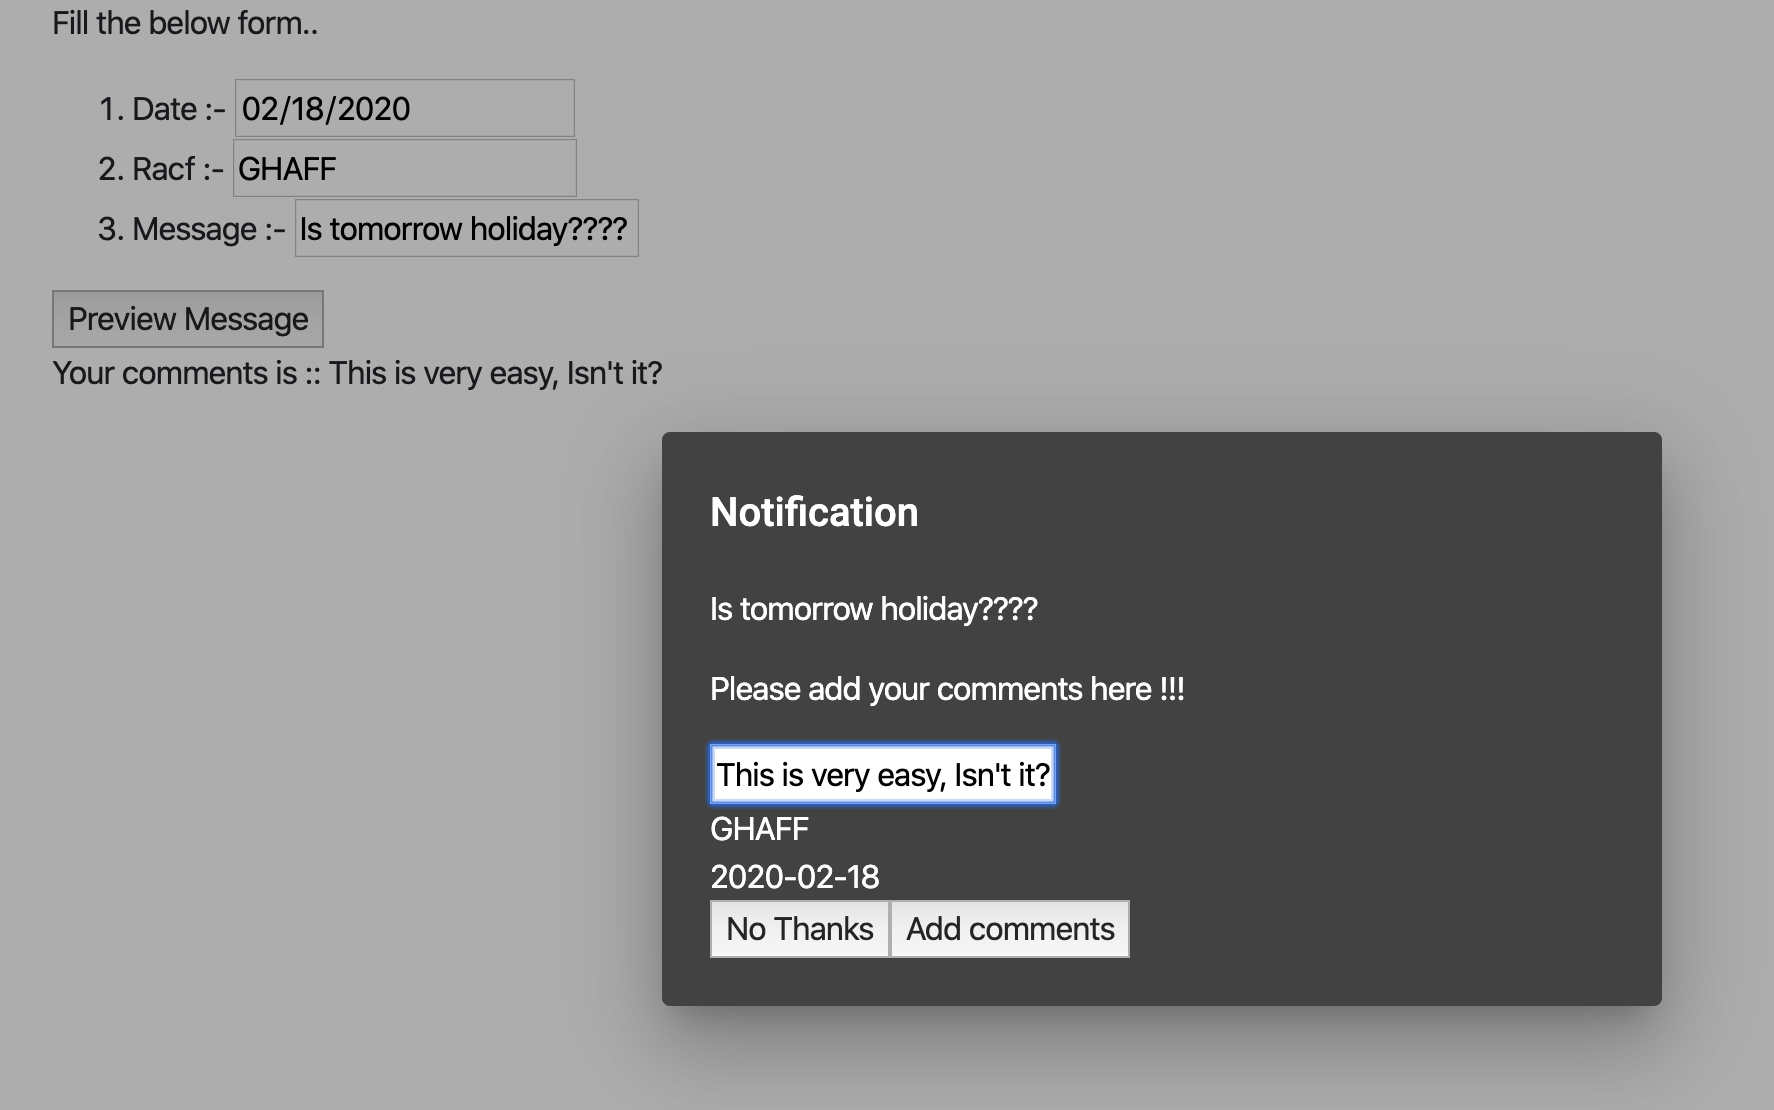 Fill the below form..
1. Date :- 02/18/2020
2. Racf :- GHAFF
3. Message :- Is tomorrow holiday????
Preview Message
Your comments is :: This is very easy, Isn't it?
Notification
Is tomorrow holiday????
Please add your comments here !!!
This is very easy, Isn't it?
GHAFF
2020-02-18
No Thanks Add comments